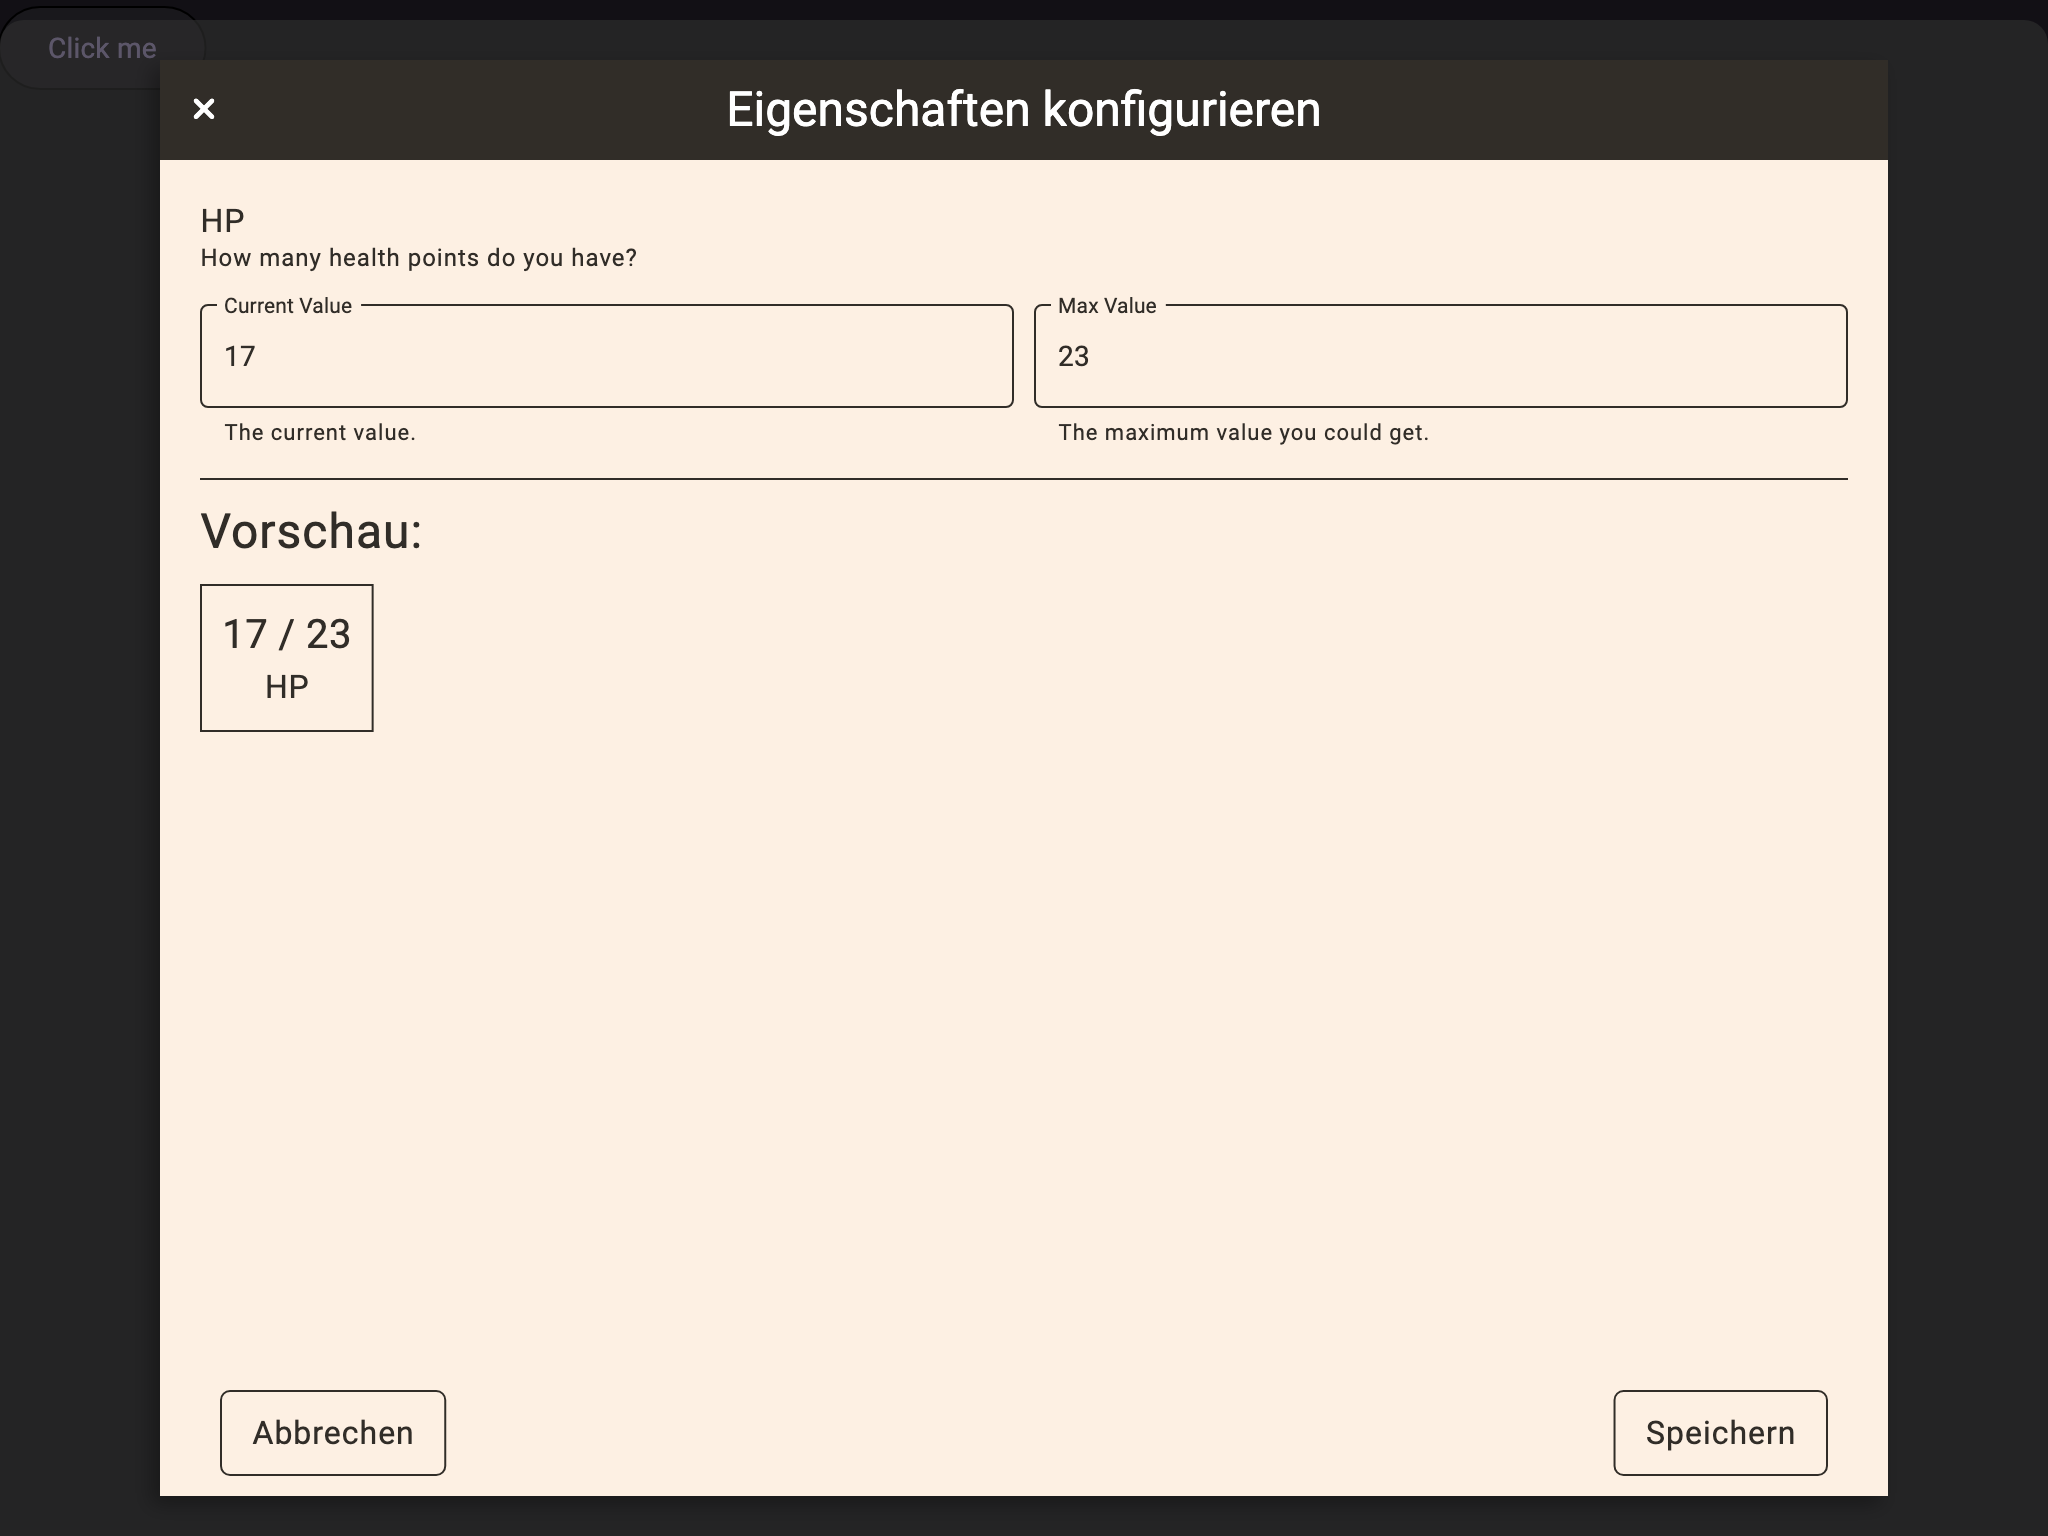 Click me
Eigenschaften konfigurieren
HP
How many health points do you have?
Current Value
17
The current value.
Max Value
23
The maximum value you could get.
Vorschau:
17 / 23
HP
Abbrechen
Speichern